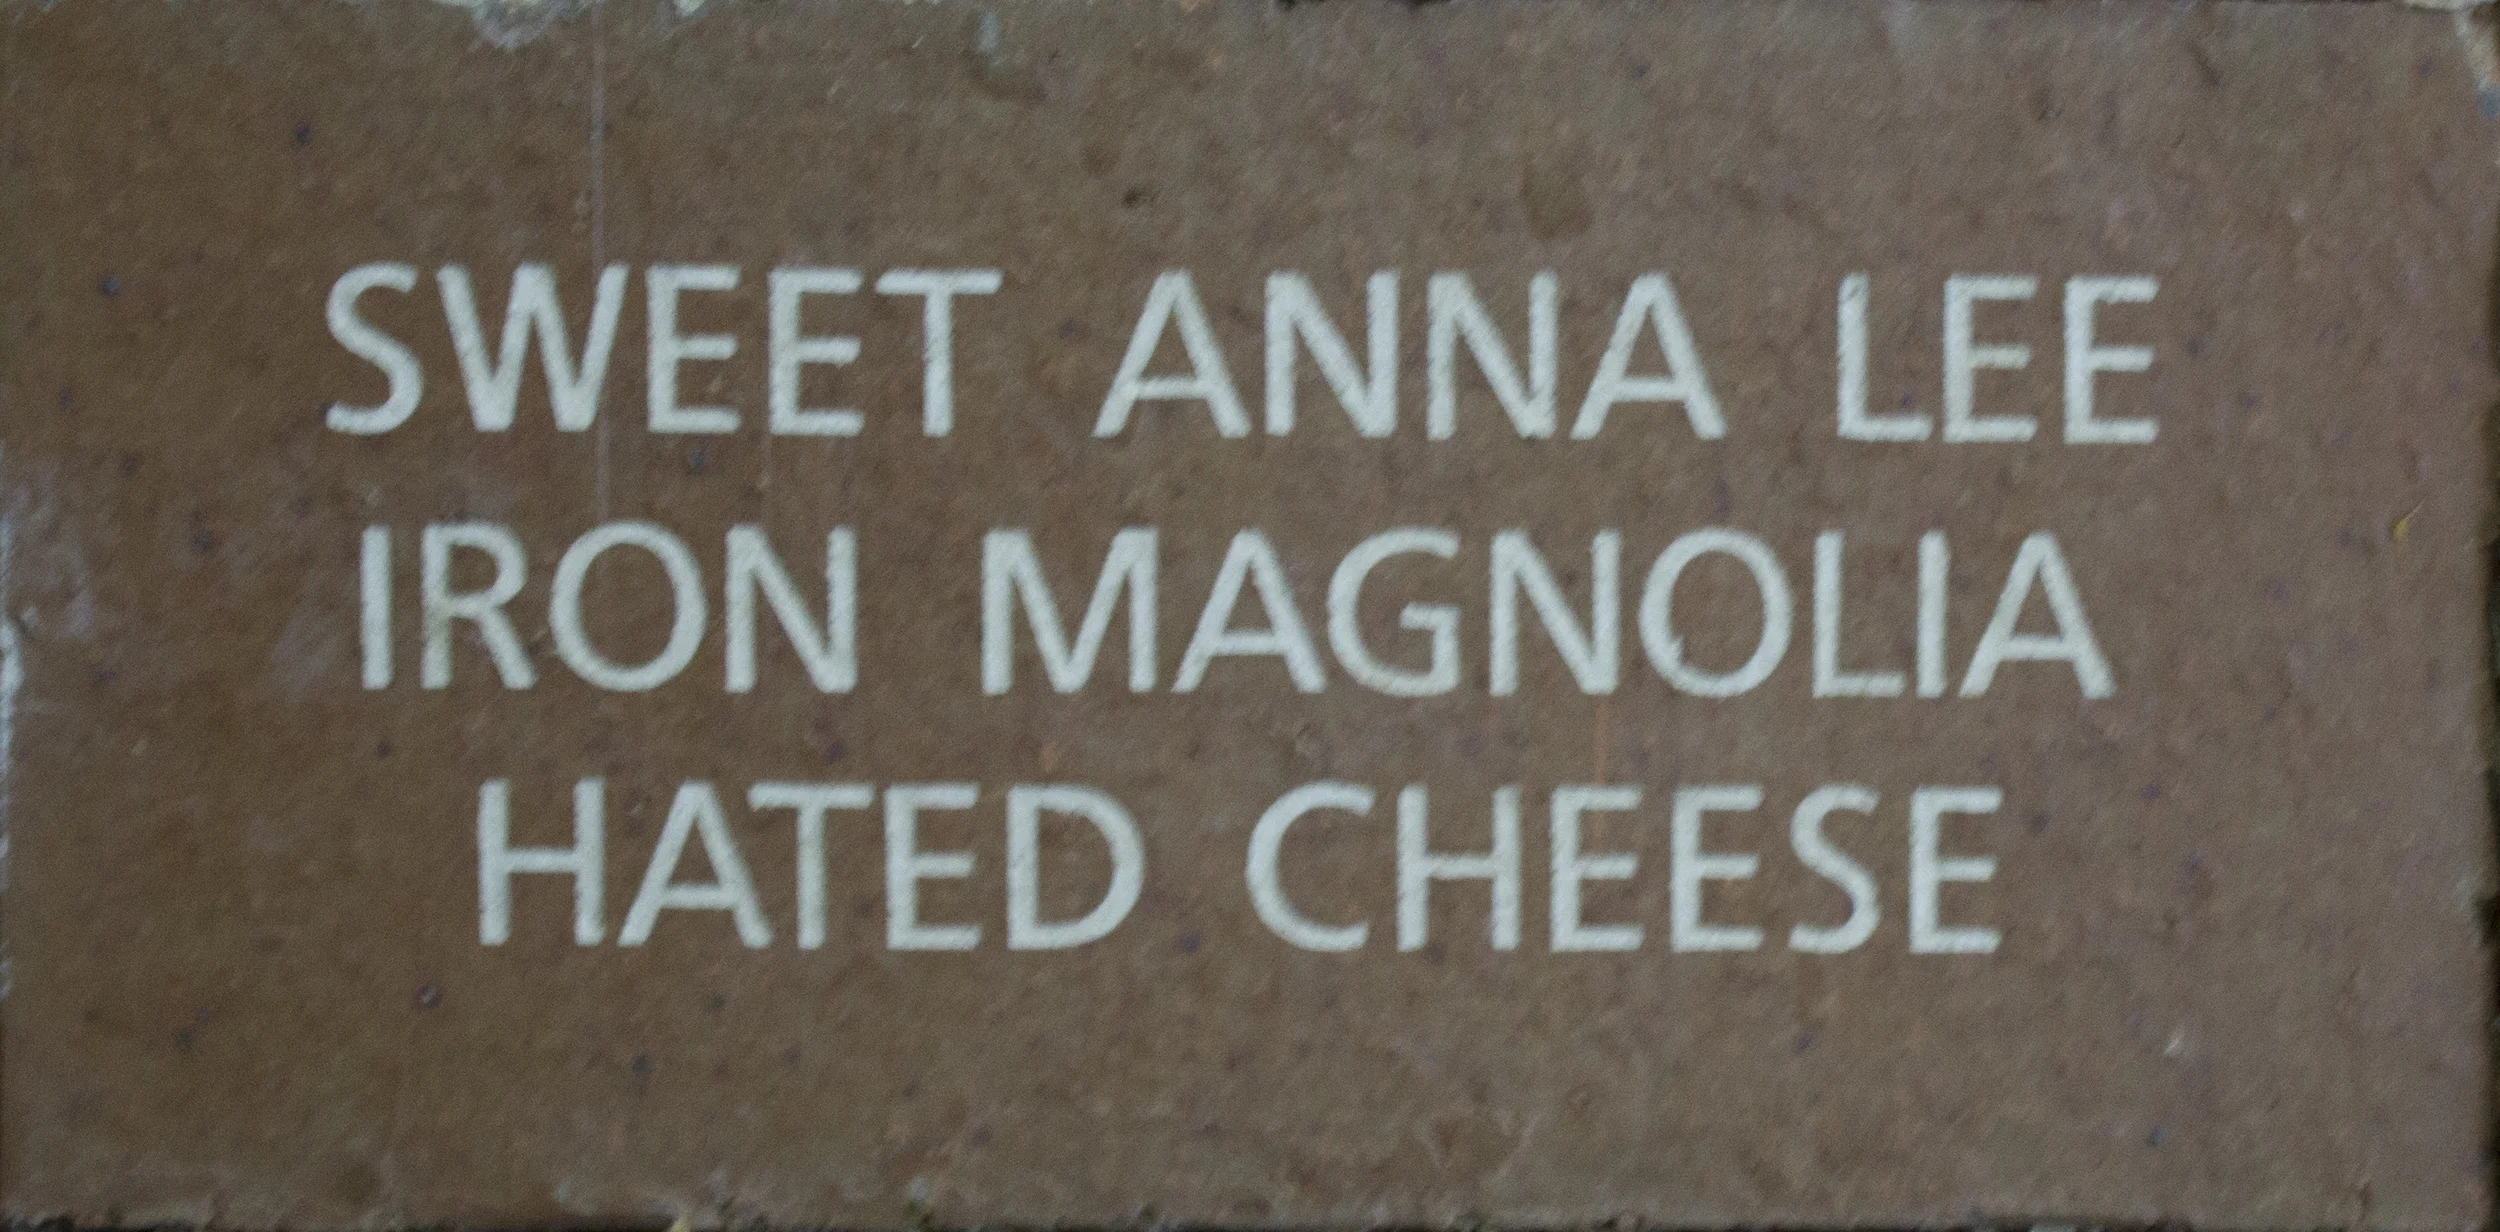 SWEET ANNA LEE
IRON MAGNOLIA
HATED CHEESE